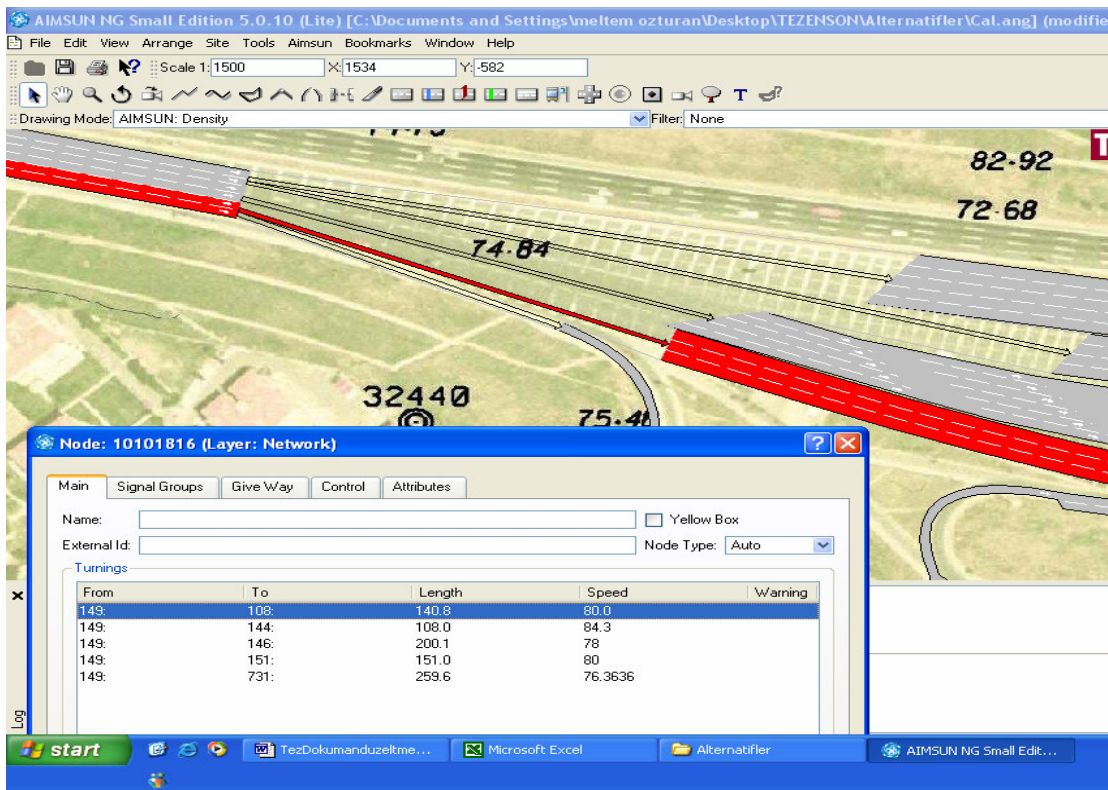 AIMSUN NG Small Edition 5.0.10 (Lite) [C:\Documents and Settings\meltem ozturan\Desktop\TEZENSON\Alternatifler\Cal.ang] (modifie
File Edit View Arrange Site Tools Aimsun Bookmarks Window Help
Scale 1: 1500 X: 1534 Y: -582
Drawing Mode: AIMSUN: Density Filter: None
82-92
72-68
74-84
32440
Node: 10101816 (Layer: Network)
Main Signal Groups Give Way Control Attributes
Name: Yellow Box
External Id: Node Type: Auto
Turnings
From To Length Speed Warning
149: 108: 140.8 80.0
149: 144: 108.0 84.3
149: 146: 200.1 78
149: 151: 151.0 80
149: 731: 259.6 76.3636
Log
start TezDokumanduzeltme... Microsoft Excel Alternatifler AIMSUN NG Small Edit...